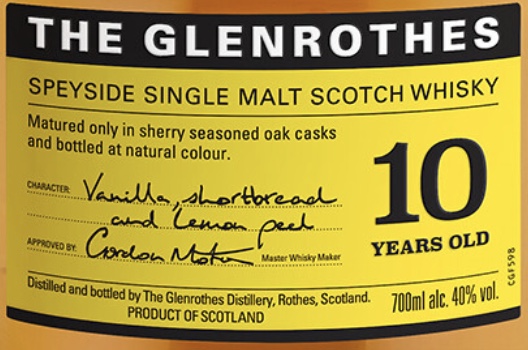 THE GLENROTHES
SPEYSIDE SINGLE MALT SCOTCH WHISKY
Matured only in sherry seasoned oak casks
and bottled at natural colour.
10
YEARS OLD
CHARACTER: Vanilla, shortbread
and lemon peel
APPROVED BY: Gordon Motion Master Whisky Maker
Distilled and bottled by The Glenrothes Distillery, Rothes, Scotland.
PRODUCT OF SCOTLAND
700ml alc. 40% vol.
CGF598